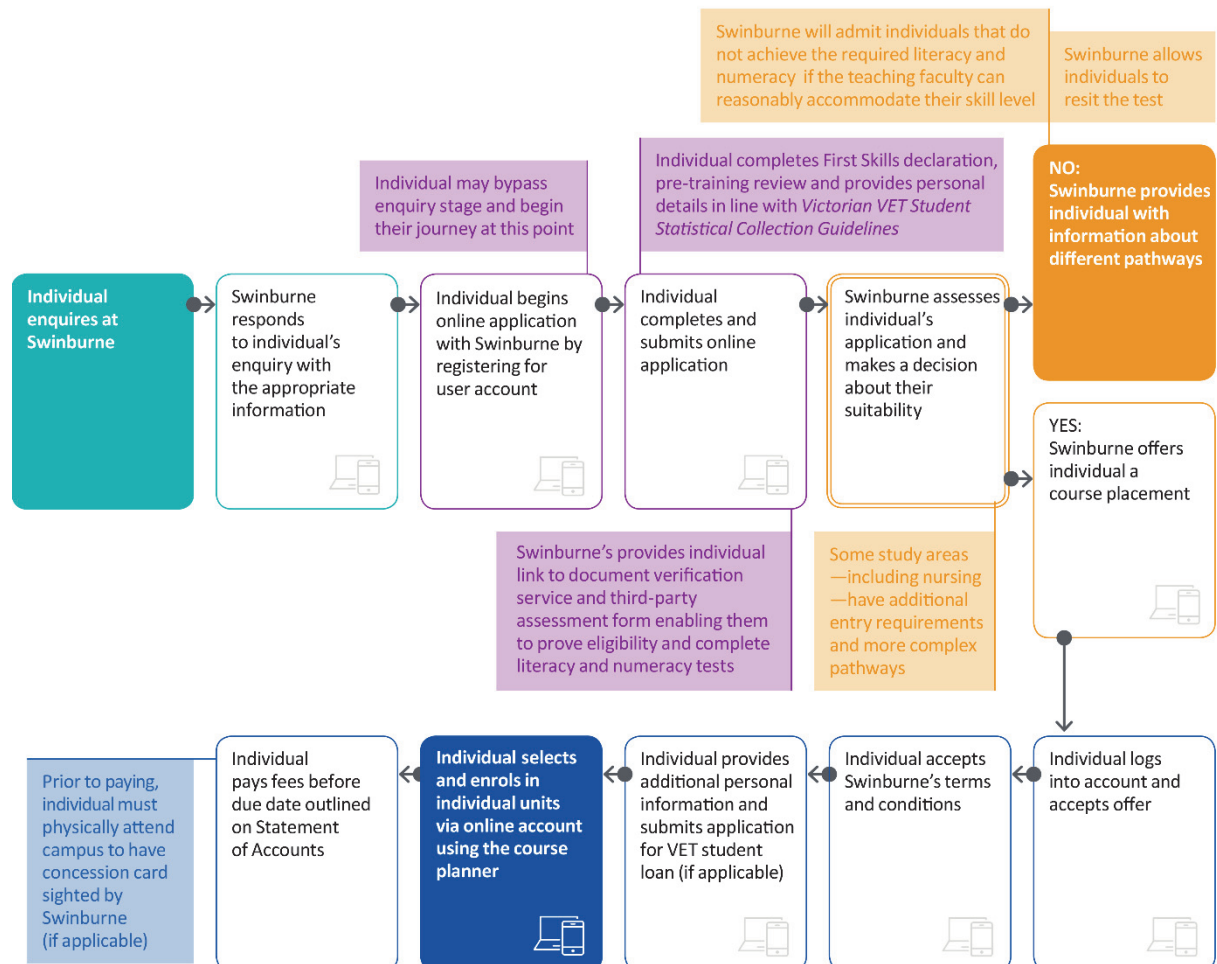 Swinburne will admit individuals that do
not achieve the required literacy and
numeracy if the teaching faculty can
reasonably accommodate their skill level
Swinburne allows
individuals to
resit the test
Individual may bypass
enquiry stage and begin
their journey at this point
Individual completes First Skills declaration,
pre-training review and provides personal
details in line with Victorian VET Student
Statistical Collection Guidelines
NO:
Swinburne provides
individual with
information about
different pathways
Individual
enquires at
Swinburne
Swinburne
responds
to individual's
enquiry with
the appropriate
information
Individual begins
online application
with Swinburne by
registering for
user account
Individual
completes and
submits online
application
Swinburne assesses
individual's
application and
makes a decision
about their
suitability
YES:
Swinburne offers
individual a
course placement
Swinburne's provides individual
link to document verification
service and third-party
assessment form enabling them
to prove eligibility and complete
literacy and numeracy tests
Some study areas
—including nursing
—have additional
entry requirements
and more complex
pathways
Prior to paying,
individual must
physically attend
campus to have
concession card
sighted by
Swinburne
(if applicable)
Individual
pays fees before
due date outlined
on Statement
of Accounts
Individual selects
and enrols in
individual units
via online account
using the course
planner
Individual provides
additional personal
information and
submits application
for VET student
loan (if applicable)
Individual accepts
Swinburne's terms
and conditions
Individual logs
into account and
accepts offer